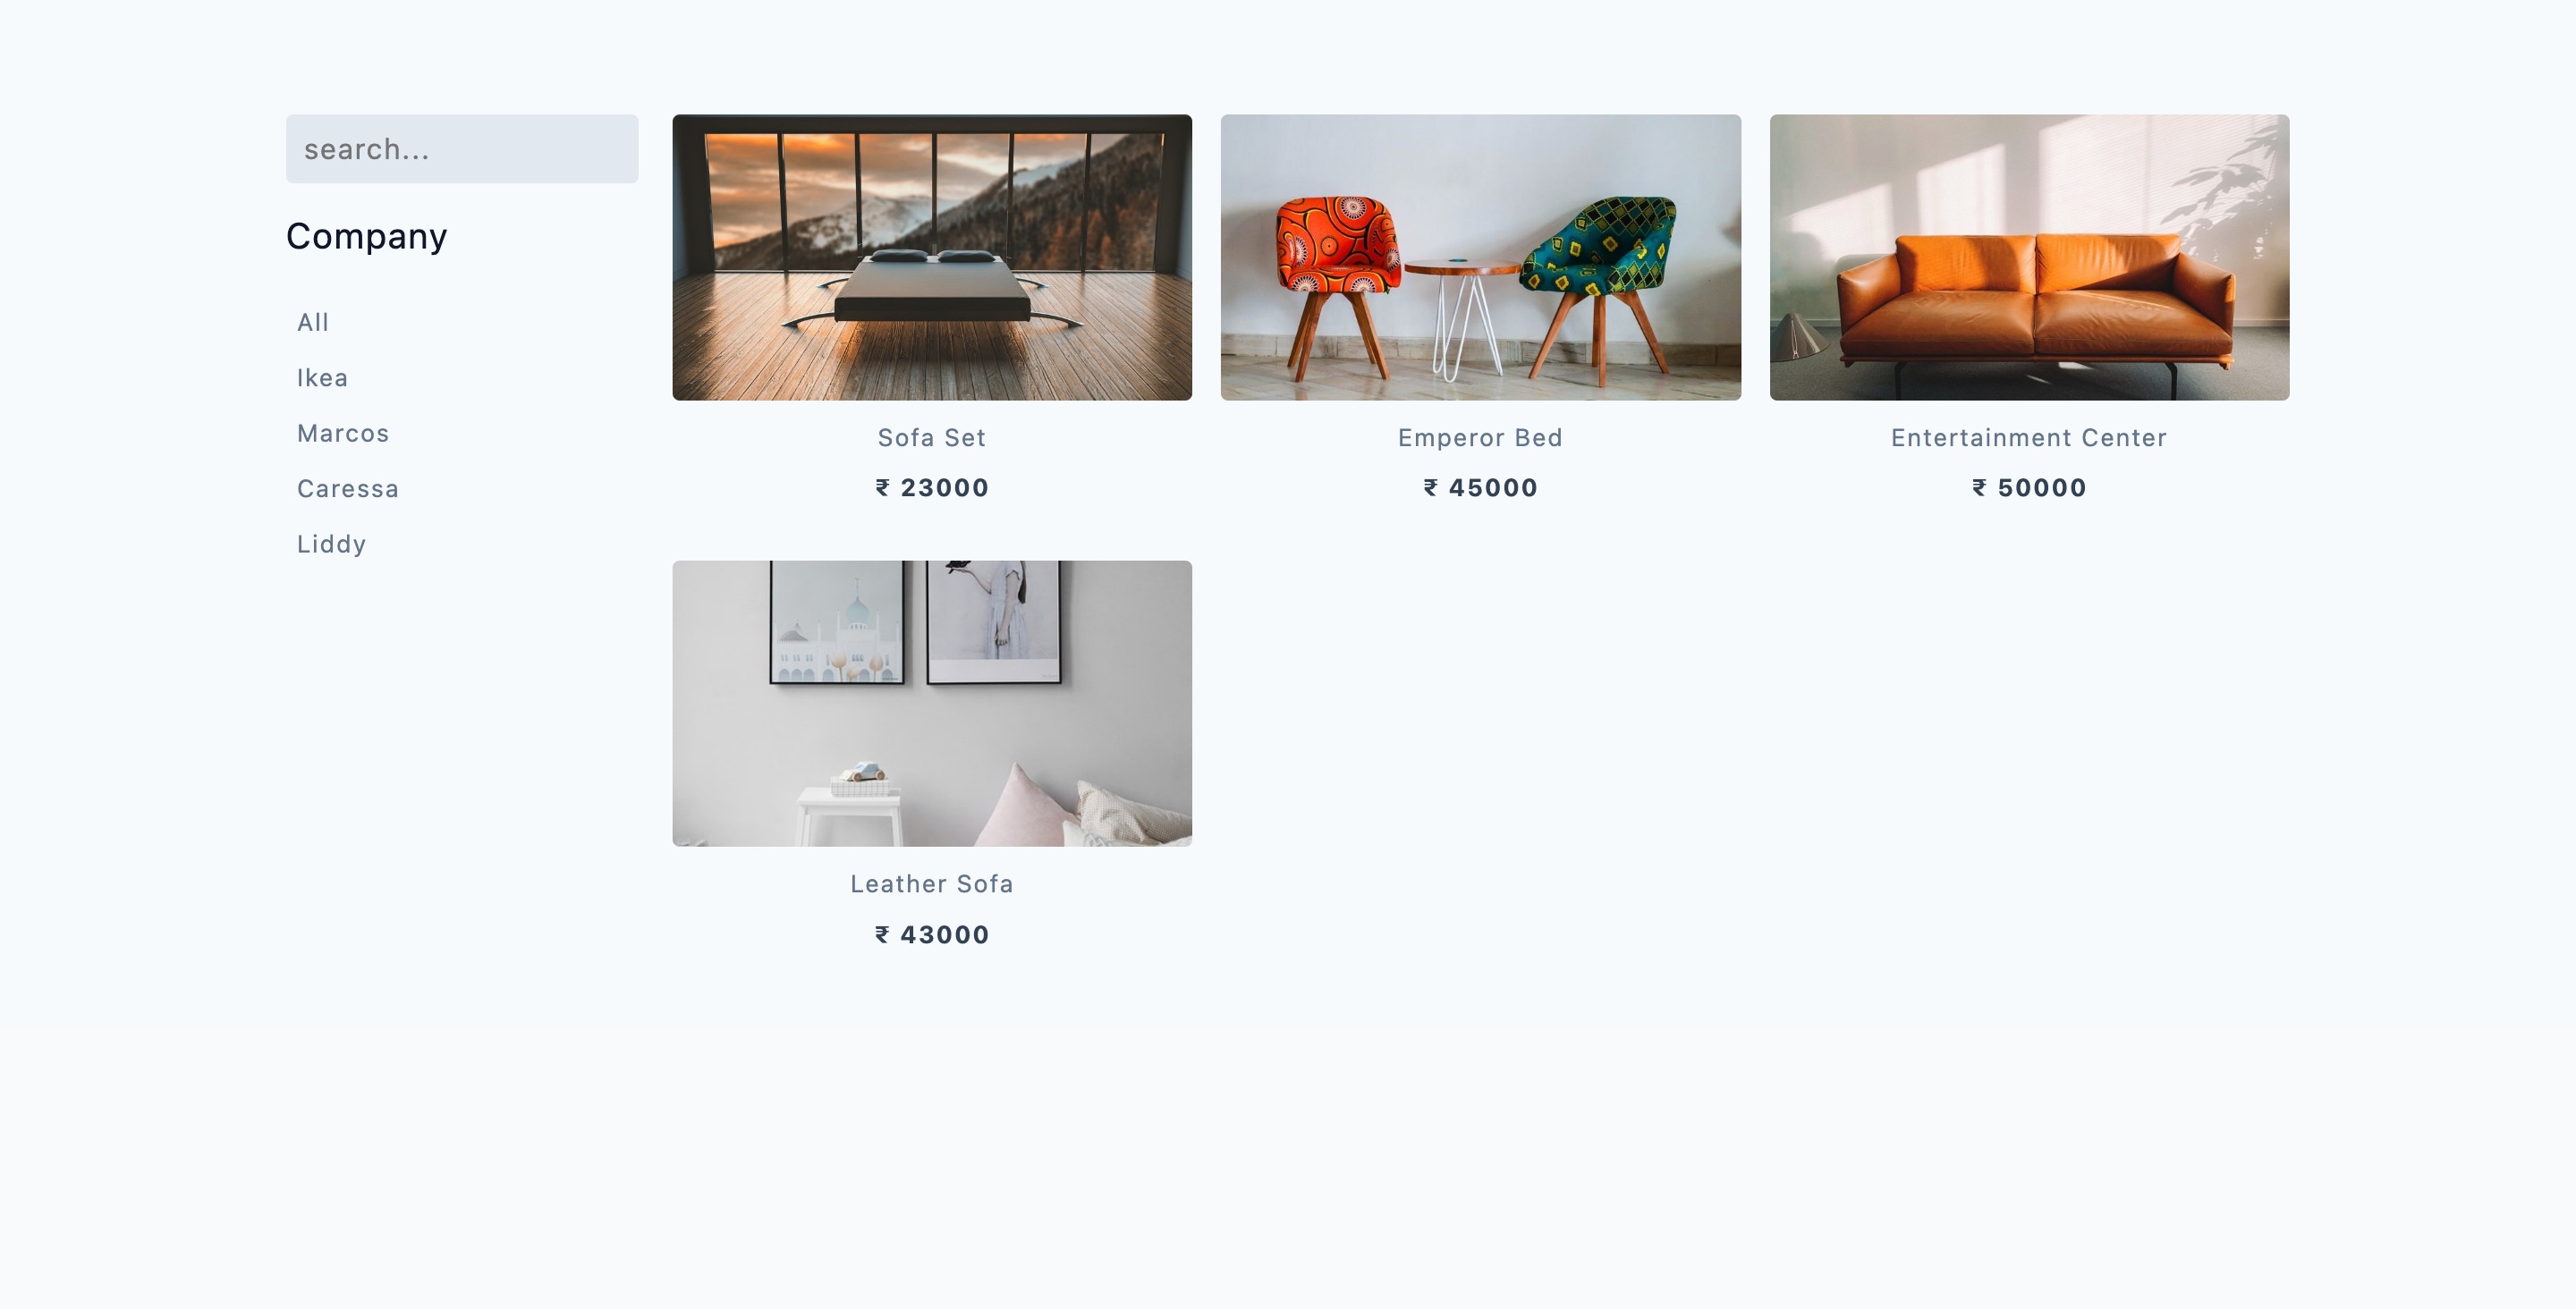 search...
Company
All
Ikea
Marcos
Caressa
Liddy
Sofa Set
₹ 23000
Emperor Bed
₹ 45000
Entertainment Center
₹ 50000
Leather Sofa
₹ 43000